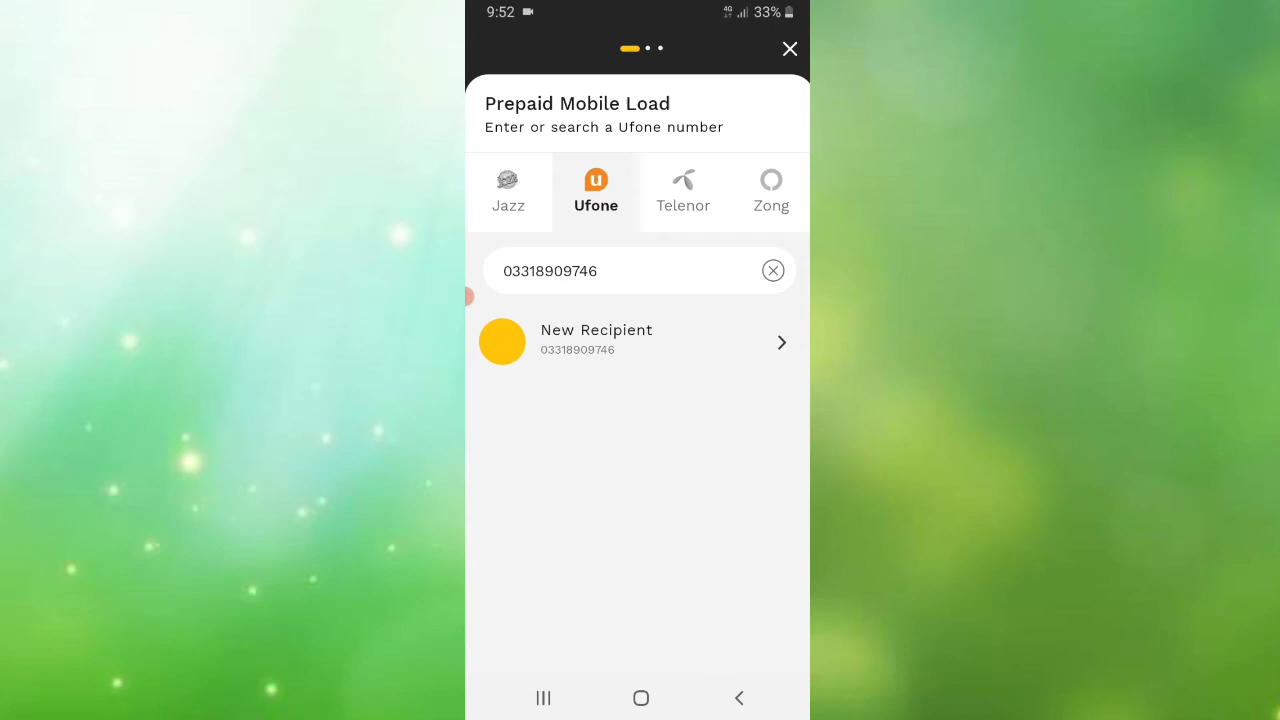 9:52 4G 33%
Prepaid Mobile Load
Enter or search a Ufone number
Jazz Ufone Telenor Zong
03318909746
New Recipient
03318909746